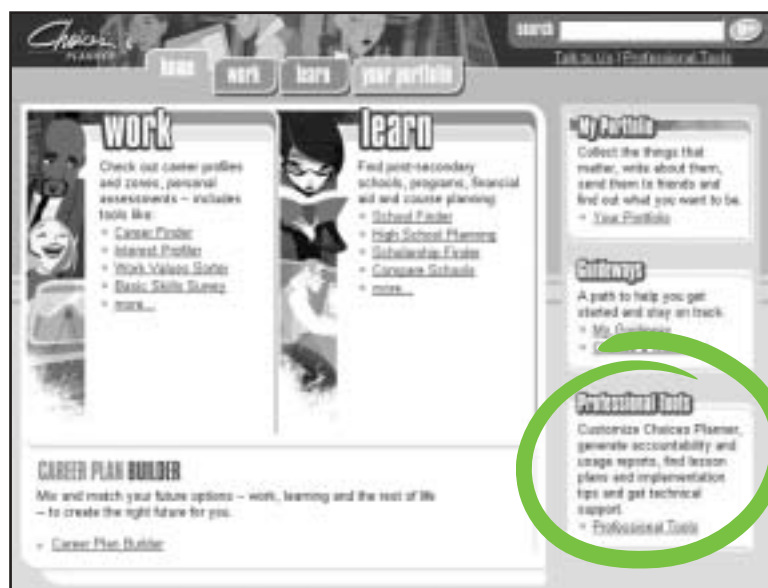 Choices
PLANNER
search
Talk to Us | Professional Tools
home
work
learn
your portfolio
work
Check out career profiles
and zones, personal
assessments – includes
tools like:
Career Finder
Interest Profiler
Work Values Sorter
Basic Skills Survey
more...
learn
Find post-secondary
schools, programs, financial
aid and course planning:
School Finder
High School Planning
Scholarship Finder
Compare Schools
more...
My Portfolio
Collect the things that
matter, write about them,
send them to friends and
find out what you want to be.
Your Portfolio
Guideways
A path to help you get
started and stay on track.
My Guideways
Professional Tools
Customize Choices Planner,
generate accountability and
usage reports, find lesson
plans and implementation
tips and get technical
support.
Professional Tools
CAREER PLAN BUILDER
Mix and match your future options – work, learning and the rest of life
– to create the right future for you.
Career Plan Builder